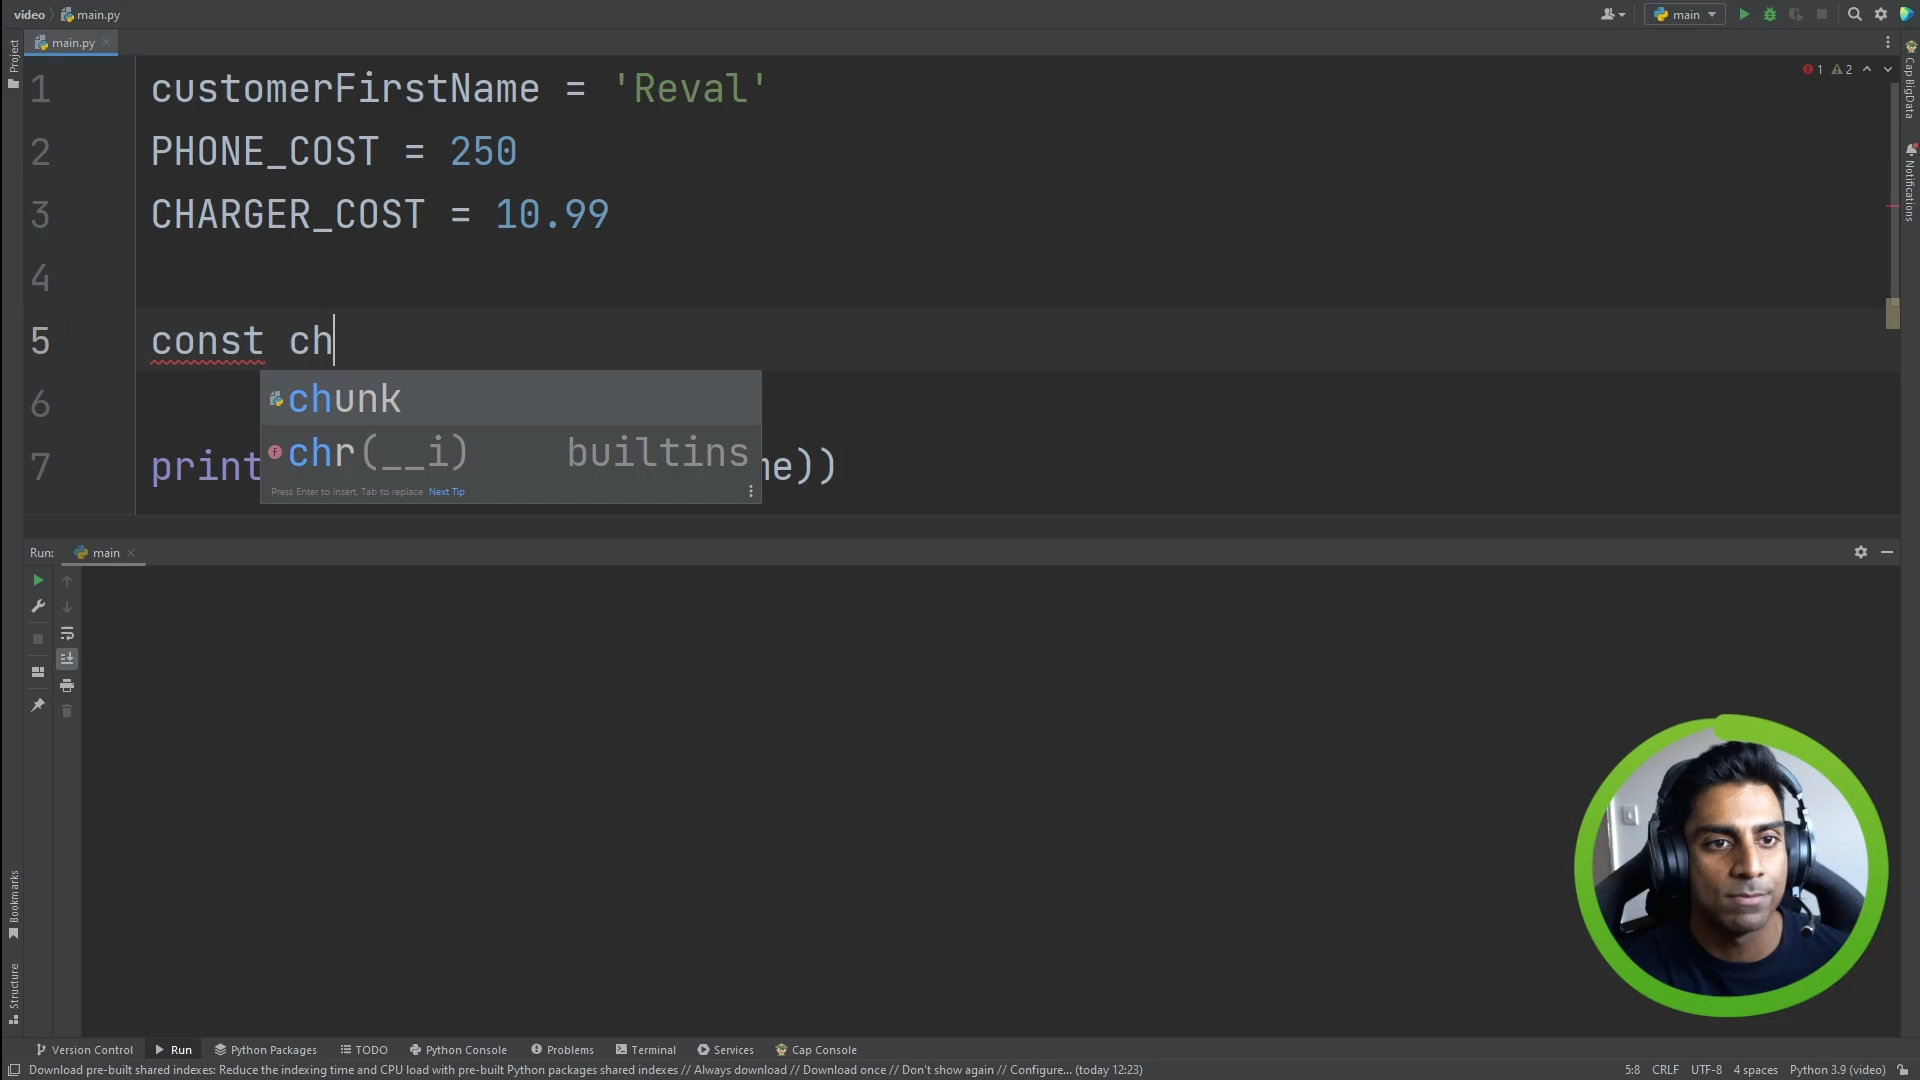 video main.py
main
main.py
1 2
Project
Cap BigData
Notifications
1 customerFirstName = 'Reval'
2 PHONE_COST = 250
3 CHARGER_COST = 10.99
4
5 const ch
chunk
6
chr(__i) builtins
7 print me))
Press Enter to insert, Tab to replace Next Tip
Run: main
Bookmarks
Structure
Version Control Run Python Packages TODO Python Console Problems Terminal Services Cap Console
Download pre-built shared indexes: Reduce the indexing time and CPU load with pre-built Python packages shared indexes // Always download // Download once // Don't show again // Configure... (today 12:23) 5:8 CRLF UTF-8 4 spaces Python 3.9 (video)